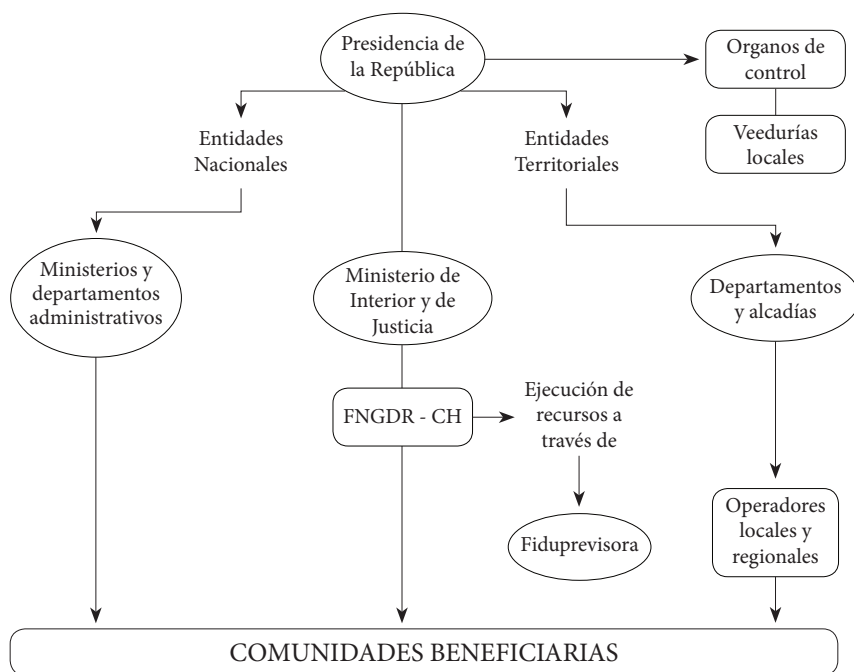 Presidencia de
la República
Organos de
control
Veedurías
locales
Entidades
Nacionales
Entidades
Territoriales
Ministerios y
departamentos
administrativos
Ministerio de
Interior y de
Justicia
Departamentos
y alcadías
FNGDR - CH
Ejecución de
recursos a
través de
Fiduprevisora
Operadores
locales y
regionales
COMUNIDADES BENEFICIARIAS